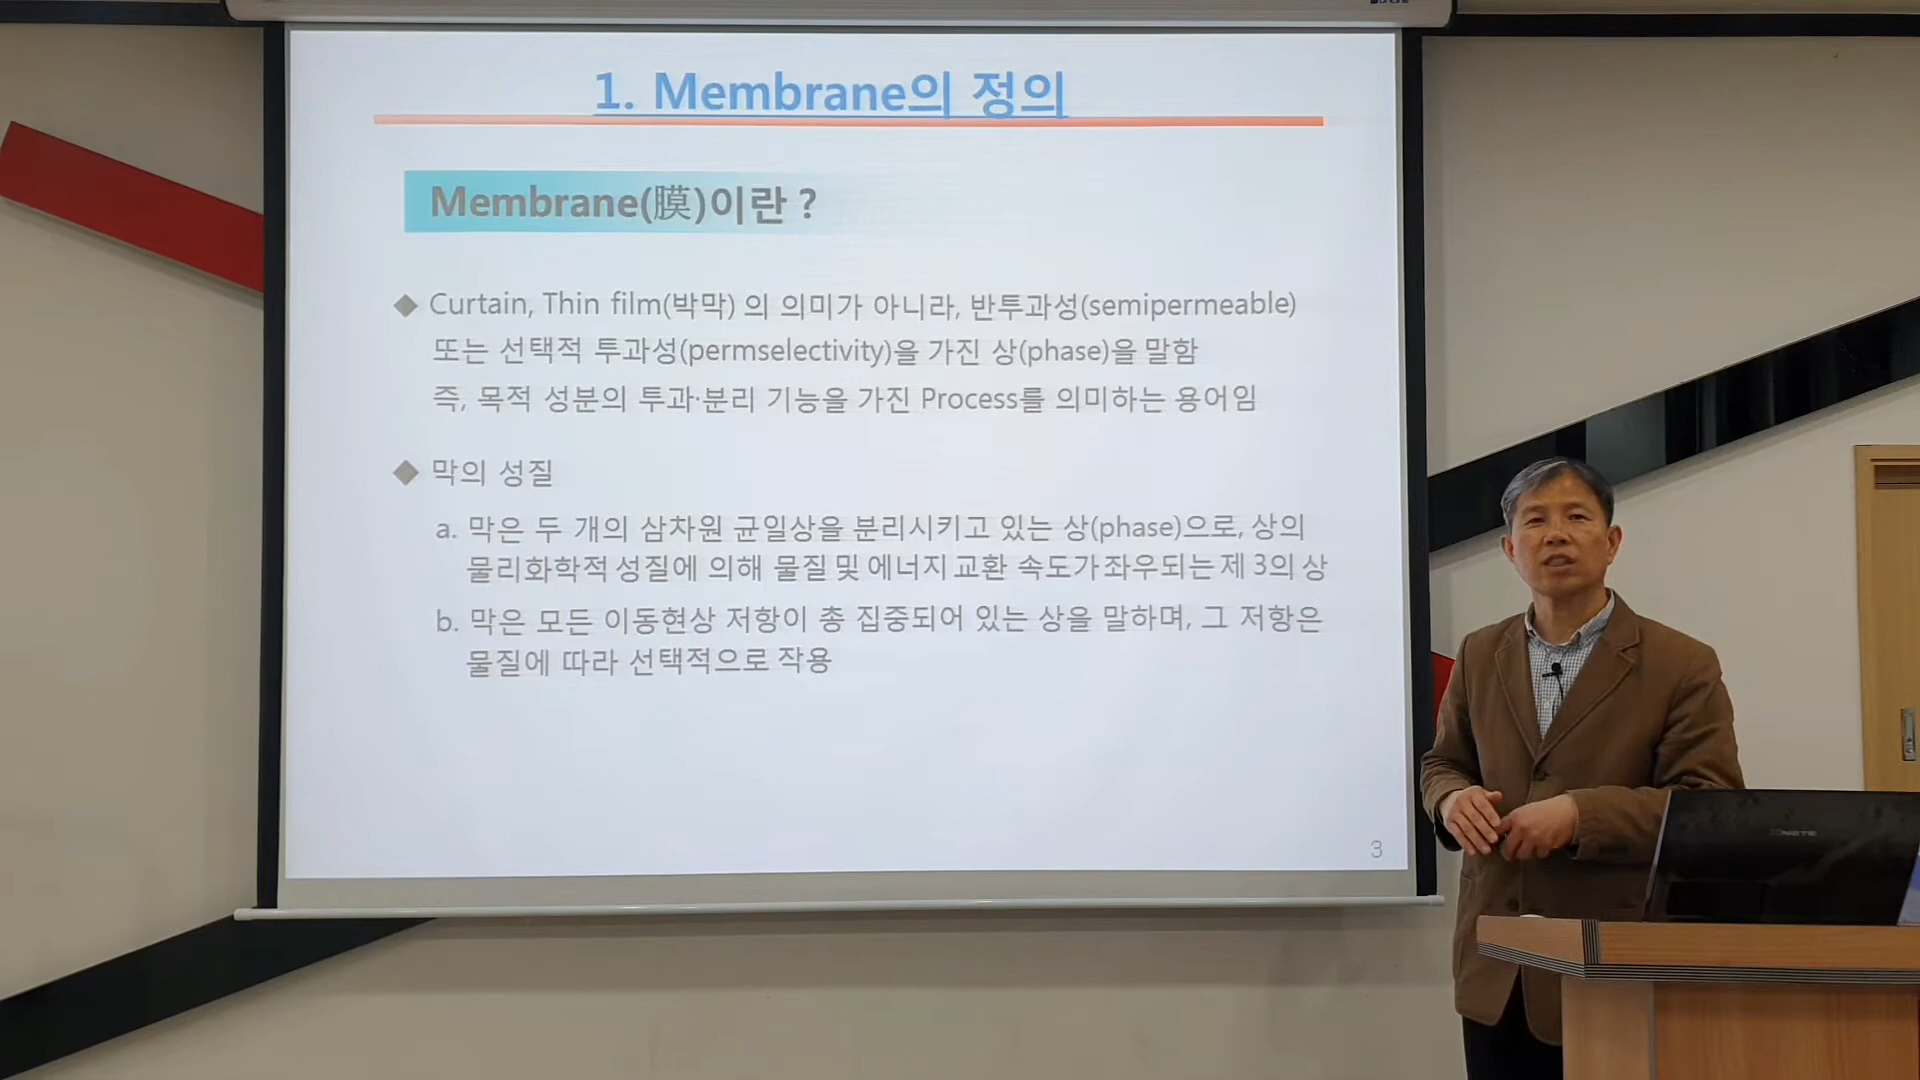 1. Membrane의 정의
Membrane(膜)이란 ?
◆ Curtain, Thin film(박막) 의 의미가 아니라, 반투과성(semipermeable)
또는 선택적 투과성(permselectivity)을 가진 상(phase)을 말함
즉, 목적 성분의 투과·분리 기능을 가진 Process를 의미하는 용어임
◆ 막의 성질
a. 막은 두 개의 삼차원 균일상을 분리시키고 있는 상(phase)으로, 상의
물리화학적 성질에 의해 물질 및 에너지 교환 속도가 좌우되는 제 3의 상
b. 막은 모든 이동현상 저항이 총 집중되어 있는 상을 말하며, 그 저항은
물질에 따라 선택적으로 작용
3